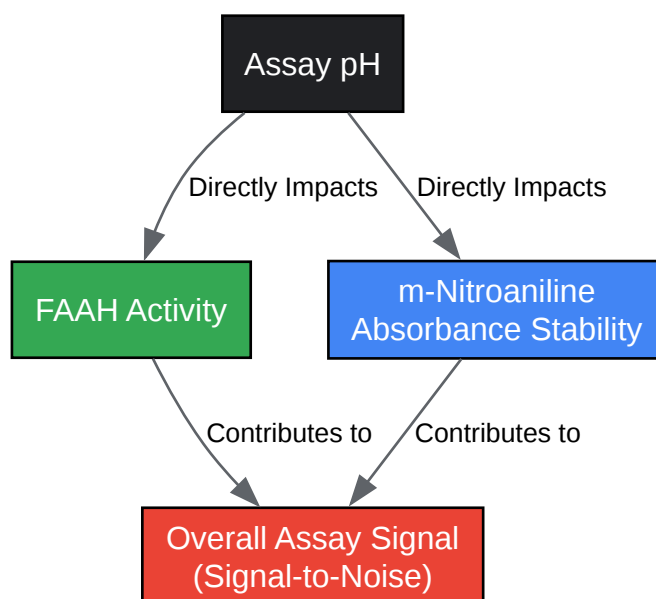 Assay pH
Directly Impacts
Directly Impacts
FAAH Activity
m-Nitroaniline
Absorbance Stability
Contributes to
Contributes to
Overall Assay Signal
(Signal-to-Noise)